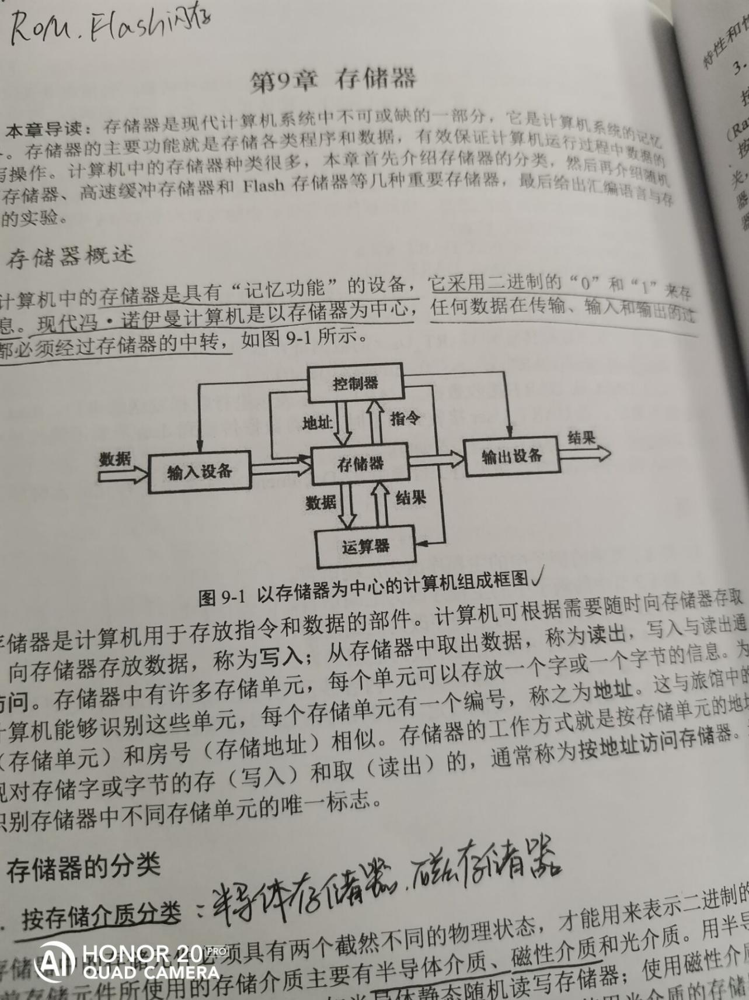 ROM. Flash闪存
第9章 存储器
本章导读：存储器是现代计算机系统中不可或缺的一部分，它是计算机系统的记忆
。存储器的主要功能就是存储各类程序和数据，有效保证计算机运行过程中数据的
写操作。计算机中的存储器种类很多，本章首先介绍存储器的分类，然后再介绍随机
存储器、高速缓冲存储器和 Flash 存储器等几种重要存储器，最后给出汇编语言与存
的实验。
存储器概述
计算机中的存储器是具有“记忆功能”的设备，它采用二进制的“0”和“1”来存
息。现代冯·诺伊曼计算机是以存储器为中心，任何数据在传输、输入和输出的过
都必须经过存储器的中转，如图 9-1 所示。
控制器
地址
指令
数据
输入设备
存储器
输出设备
结果
数据
结果
运算器
图 9-1 以存储器为中心的计算机组成框图
存储器是计算机用于存放指令和数据的部件。计算机可根据需要随时向存储器存取
向存储器存放数据，称为写入；从存储器中取出数据，称为读出，写入与读出通
访问。存储器中有许多存储单元，每个单元可以存放一个字或一个字节的信息。为
计算机能够识别这些单元，每个存储单元有一个编号，称之为地址。这与旅馆中的
（存储单元）和房号（存储地址）相似。存储器的工作方式就是按存储单元的地址
现对存储字或字节的存（写入）和取（读出）的，通常称为按地址访问存储器。
识别存储器中不同存储单元的唯一标志。
存储器的分类
. 按存储介质分类：半导体存储器.磁存储器
存储器中的存储元件必须具有两个截然不同的物理状态，才能用来表示二进制的
前存储元件所使用的存储介质主要有半导体介质、磁性介质和光介质。用半导
半导体静态随机读写存储器；使用磁性介质
用光介质的存储
特性和性
3.
按
(Ra
按
类
器
器
HONOR 20 PRO
AI QUAD CAMERA